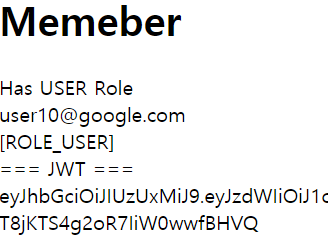 Memeber
Has USER Role
user10@google.com
[ROLE_USER]
=== JWT ===
eyJhbGciOiJIUzUxMiJ9.eyJzdWIiOiJ1c
T8jKTS4g2oR7IiW0wwfBHVQ